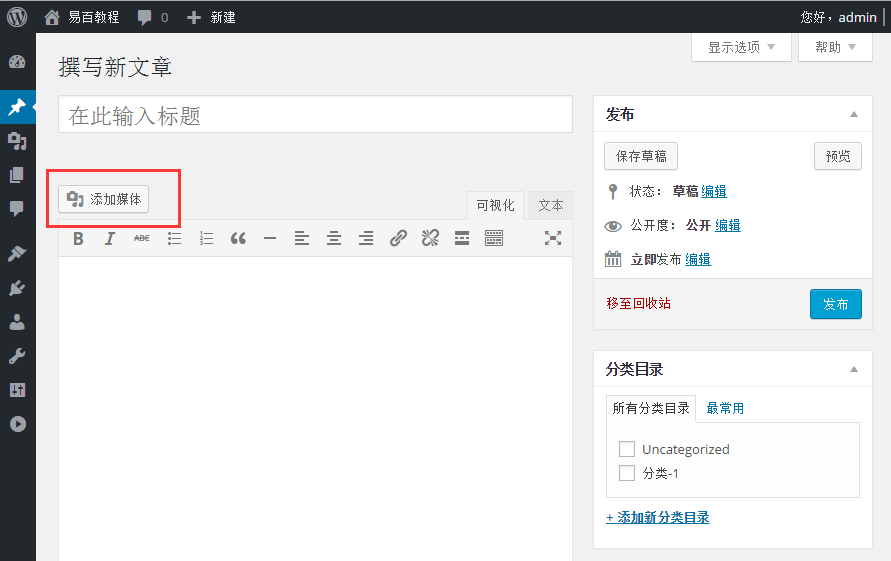 易百教程 0 新建 您好，admin
显示选项 帮助
撰写新文章
在此输入标题
添加媒体
可视化 文本
B I ABC
发布
保存草稿 预览
状态： 草稿 编辑
公开度： 公开 编辑
立即发布 编辑
移至回收站 发布
分类目录
所有分类目录 最常用
Uncategorized
分类-1
+ 添加新分类目录